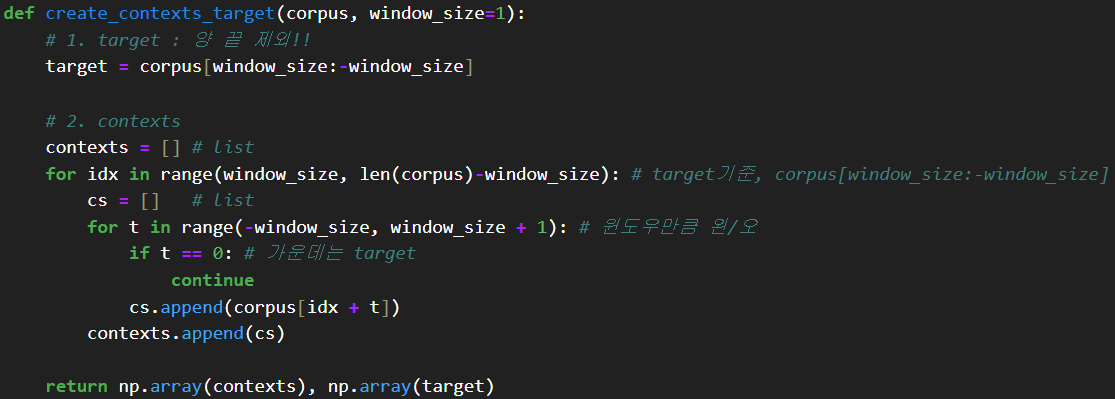 def create_contexts_target(corpus, window_size=1):
    # 1. target : 양 끝 제외!!
    target = corpus[window_size:-window_size]

    # 2. contexts
    contexts = [] # list
    for idx in range(window_size, len(corpus)-window_size): # target기준, corpus[window_size:-window_size]
        cs = []   # list
        for t in range(-window_size, window_size + 1): # 윈도우만큼 왼/오
            if t == 0: # 가운데는 target
                continue
            cs.append(corpus[idx + t])
        contexts.append(cs)

    return np.array(contexts), np.array(target)